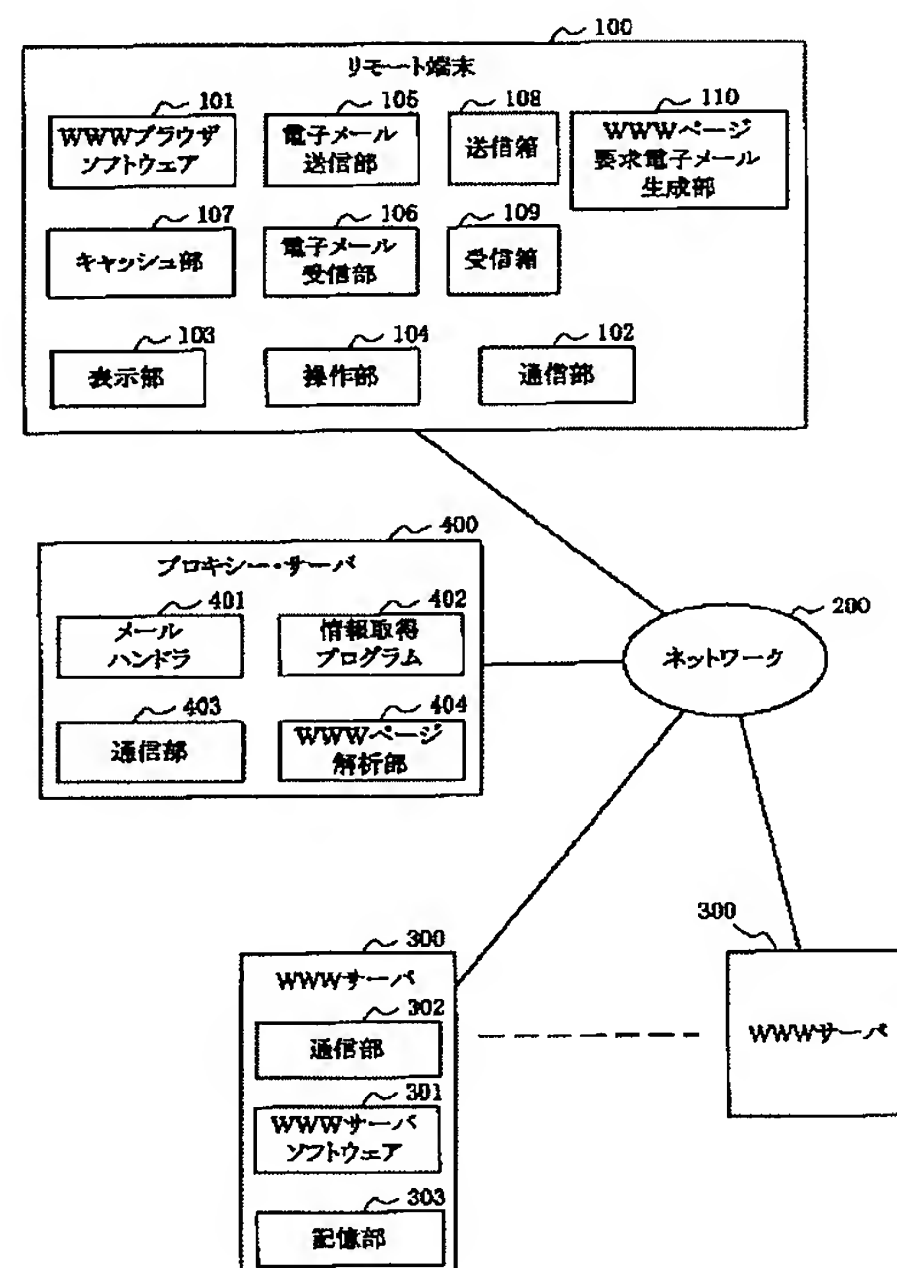 100
リモート端末
101
WWWブラウザ
ソフトウェア
105
電子メール
送信部
108
送信箱
110
WWWページ
要求電子メール
生成部
107
キャッシュ部
106
電子メール
受信部
109
受信箱
103
表示部
104
操作部
102
通信部
400
プロキシー・サーバ
401
メール
ハンドラ
402
情報取得
プログラム
403
通信部
404
WWWページ
解析部
200
ネットワーク
300
WWWサーバ
302
通信部
301
WWWサーバ
ソフトウェア
303
記憶部
300
WWWサーバ